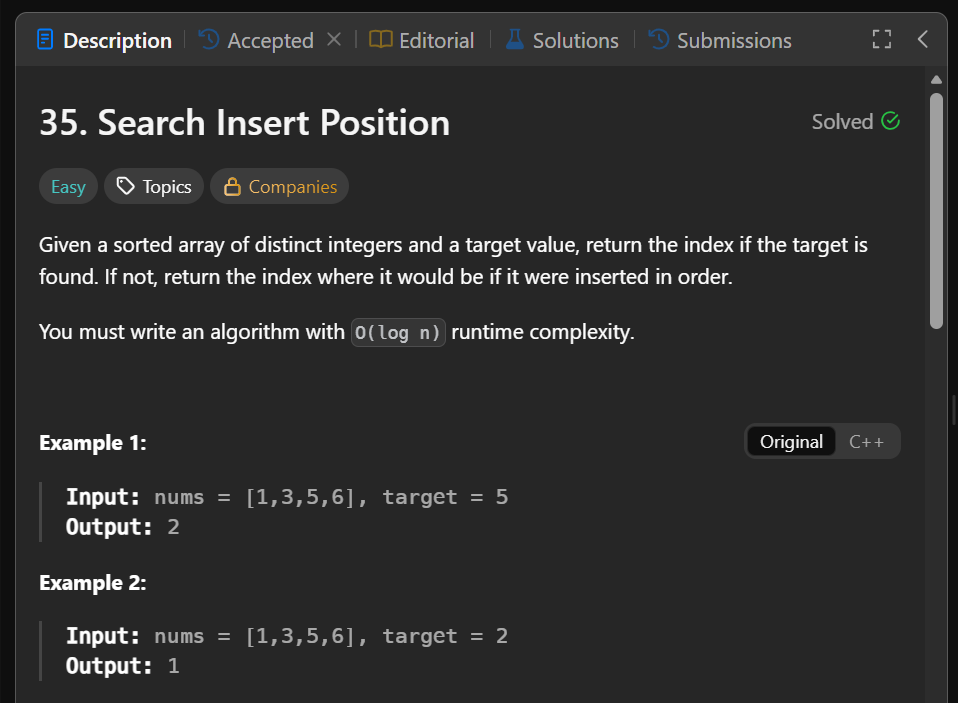 Description Accepted Editorial Solutions Submissions
35. Search Insert Position
Solved
Easy Topics Companies
Given a sorted array of distinct integers and a target value, return the index if the target is
found. If not, return the index where it would be if it were inserted in order.
You must write an algorithm with O(log n) runtime complexity.
Example 1:
Original C++
Input: nums = [1,3,5,6], target = 5
Output: 2
Example 2:
Input: nums = [1,3,5,6], target = 2
Output: 1